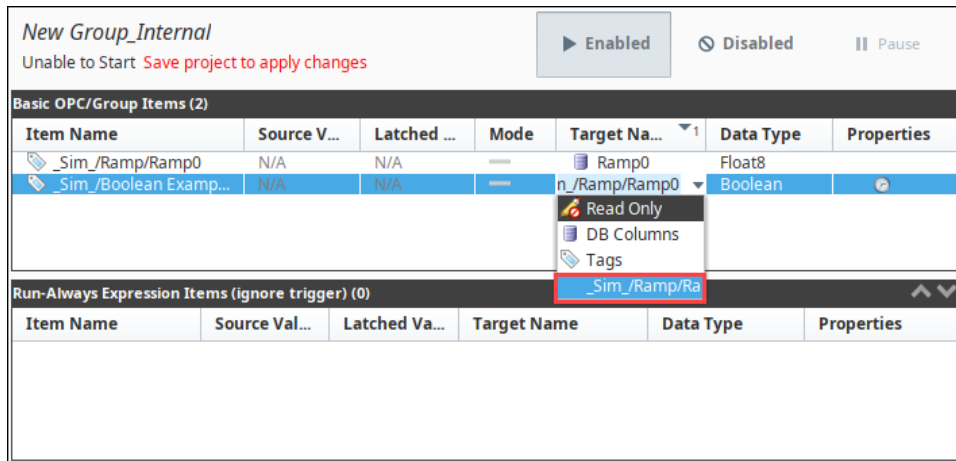 New Group_Internal
Unable to Start Save project to apply changes
Enabled
Disabled
Pause
Basic OPC/Group Items (2)
Item Name Source V... Latched ... Mode Target Na... 1 Data Type Properties
_Sim_/Ramp/Ramp0 N/A N/A Ramp0 Float8
_Sim_/Boolean Examp... N/A N/A n_/Ramp/Ramp0 Boolean
Read Only
DB Columns
Tags
_Sim_/Ramp/Ra
Run-Always Expression Items (ignore trigger) (0)
Item Name Source Val... Latched Va... Target Name Data Type Properties